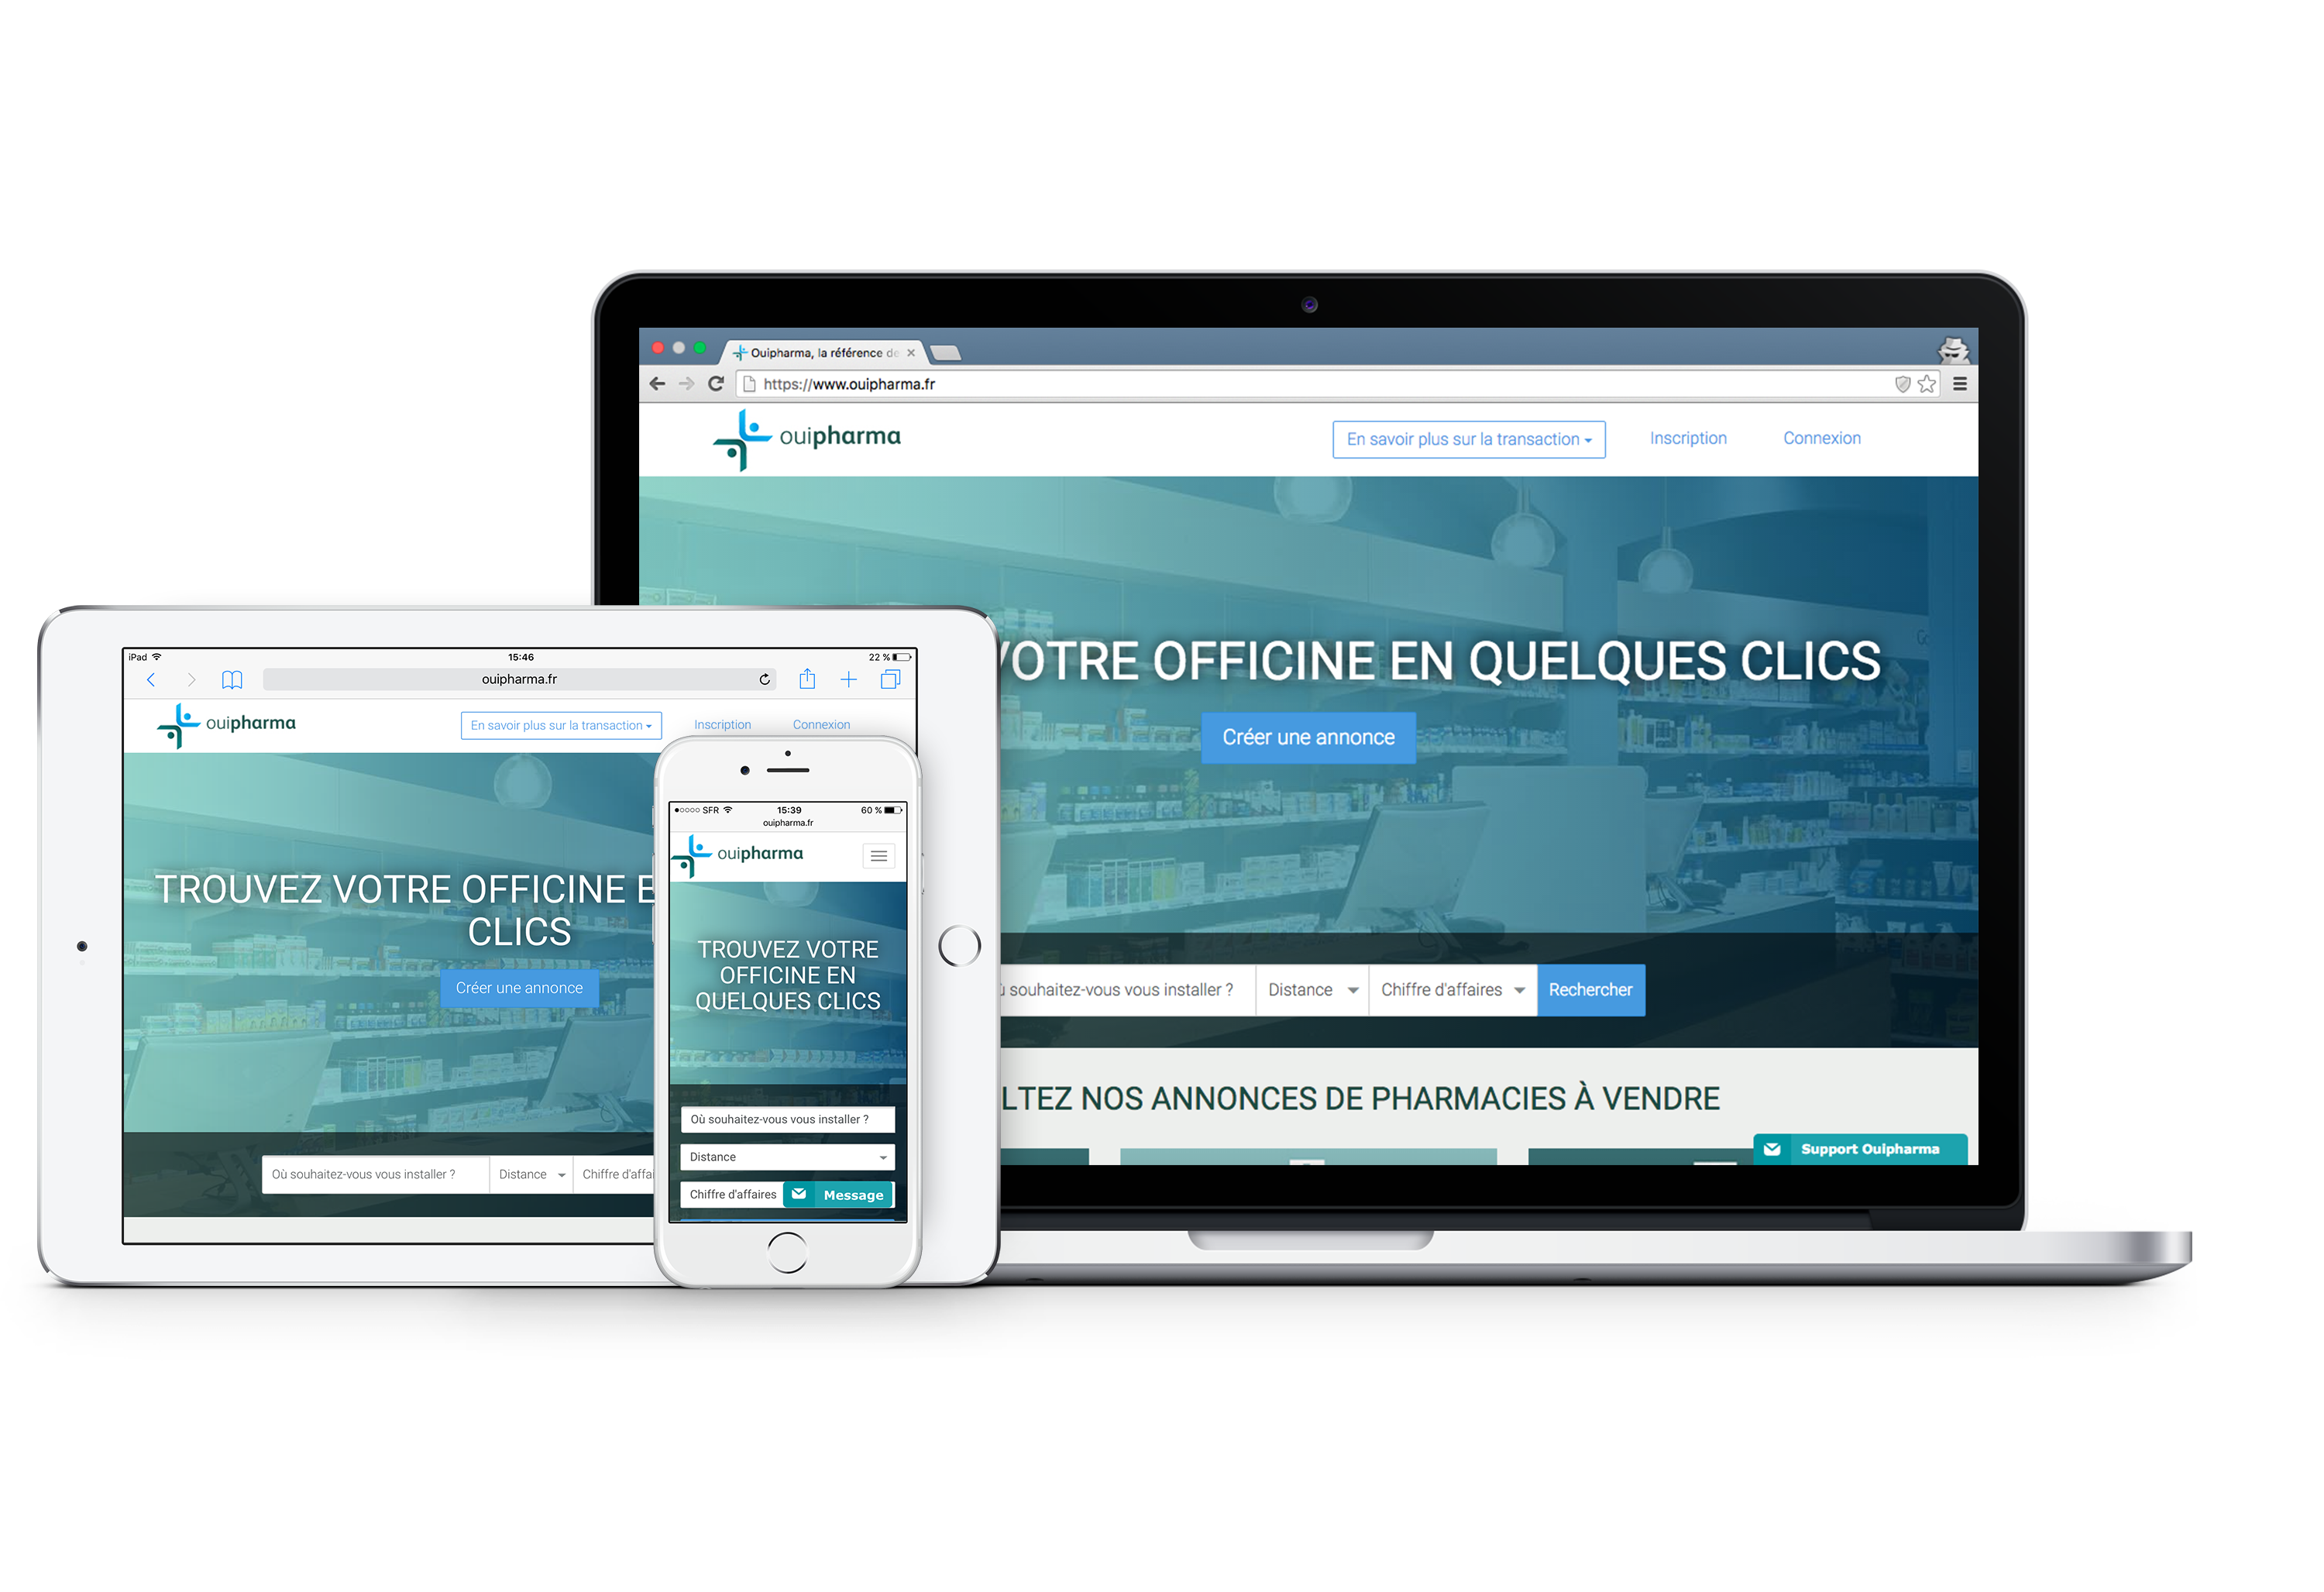 Ouipharma, la référence de
https://www.ouipharma.fr
ouipharma
En savoir plus sur la transaction
Inscription
Connexion
OTRE OFFICINE EN QUELQUES CLICS
Créer une annonce
souhaitez-vous vous installer ?
Distance
Chiffre d'affaires
Rechercher
LTEZ NOS ANNONCES DE PHARMACIES À VENDRE
Support Ouipharma
iPad
15:46
22 %
ouipharma.fr
ouipharma
En savoir plus sur la transaction
Inscription
Connexion
TROUVEZ VOTRE OFFICINE E
CLICS
Créer une annonce
Où souhaitez-vous vous installer ?
Distance
Chiffre d'affai
SFR
15:39
60 %
ouipharma.fr
ouipharma
TROUVEZ VOTRE
OFFICINE EN
QUELQUES CLICS
Où souhaitez-vous vous installer ?
Distance
Chiffre d'affaires
Message